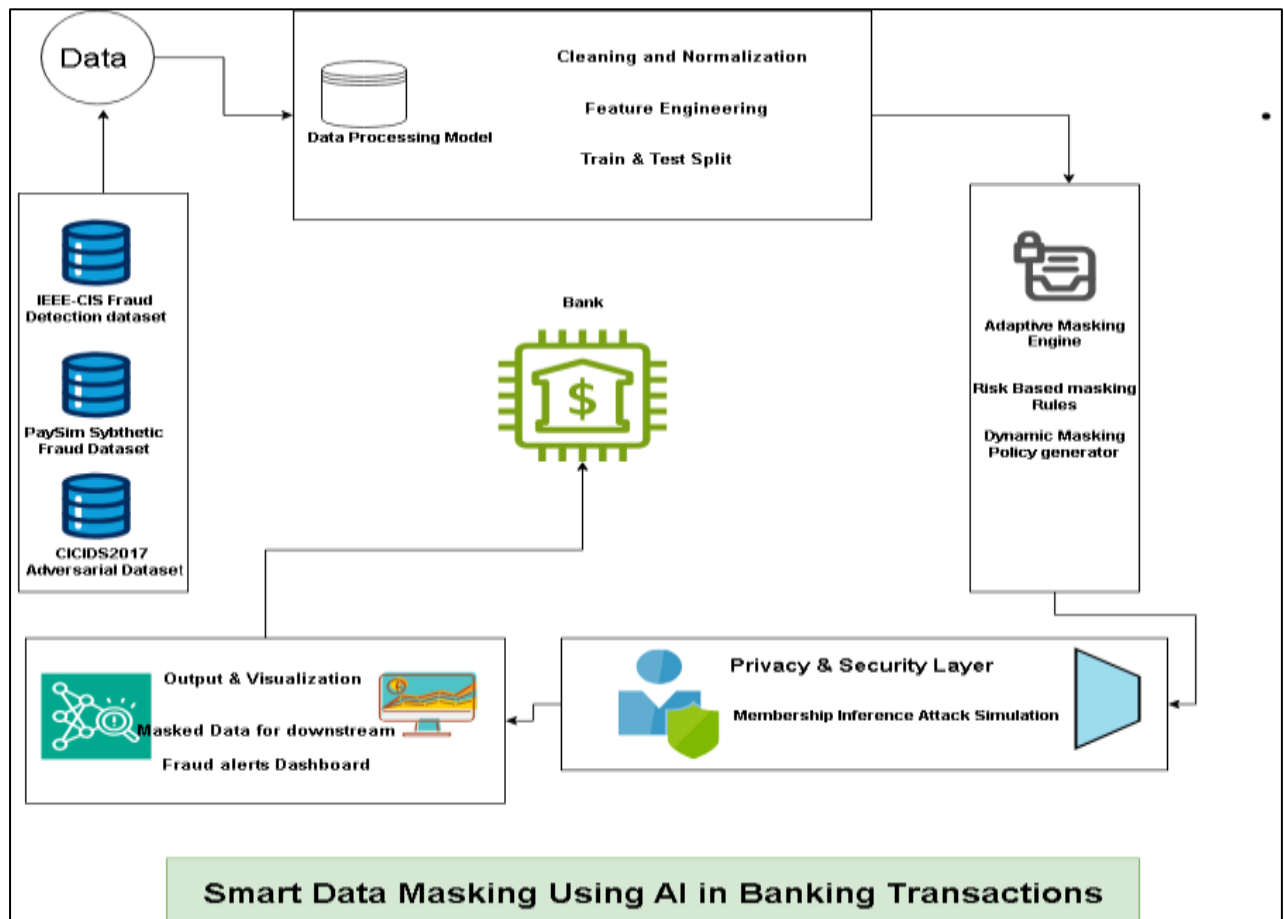 Data
Cleaning and Normalization
Feature Engineering
Data Processing Model
Train & Test Split
IEEE-CIS Fraud
Detection dataset
PaySim Sybthetic
Fraud Dataset
CICIDS2017
Adversarial Dataset
Bank
$
Adaptive Masking
Engine
Risk Based masking
Rules
Dynamic Masking
Policy generator
Privacy & Security Layer
Membership Inference Attack Simulation
Output & Visualization
Masked Data for downstream
Fraud alerts Dashboard
Smart Data Masking Using AI in Banking Transactions